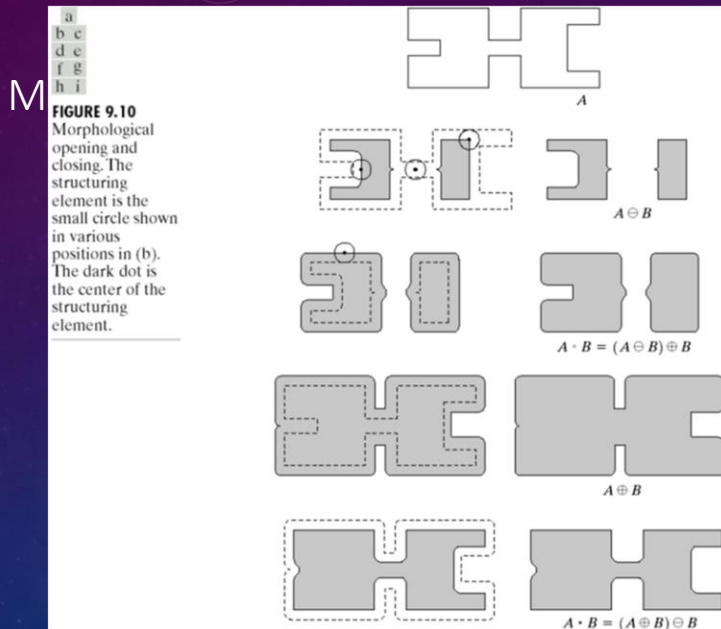 a
b c
d e
f g
h i
M
FIGURE 9.10
Morphological
opening and
closing. The
structuring
element is the
small circle shown
in various
positions in (b).
The dark dot is
the center of the
structuring
element.
A
A ⊖ B
A ∘ B = (A ⊖ B) ⊕ B
A ⊕ B
A • B = (A ⊕ B) ⊖ B